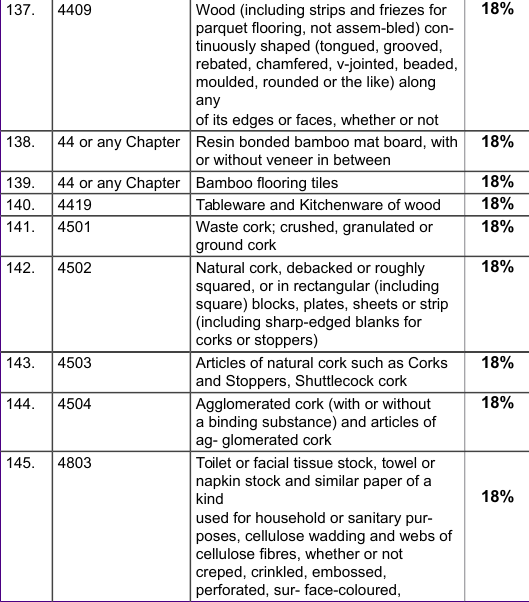 137. 4409 Wood (including strips and friezes for 18%
parquet flooring, not assem-bled) con-
tinuously shaped (tongued, grooved,
rebated, chamfered, v-jointed, beaded,
moulded, rounded or the like) along
any
of its edges or faces, whether or not
138. 44 or any Chapter Resin bonded bamboo mat board, with 18%
or without veneer in between
139. 44 or any Chapter Bamboo flooring tiles 18%
140. 4419 Tableware and Kitchenware of wood 18%
141. 4501 Waste cork; crushed, granulated or 18%
ground cork
142. 4502 Natural cork, debacked or roughly 18%
squared, or in rectangular (including
square) blocks, plates, sheets or strip
(including sharp-edged blanks for
corks or stoppers)
143. 4503 Articles of natural cork such as Corks 18%
and Stoppers, Shuttlecock cork
144. 4504 Agglomerated cork (with or without 18%
a binding substance) and articles of
ag- glomerated cork
145. 4803 Toilet or facial tissue stock, towel or
napkin stock and similar paper of a
kind 18%
used for household or sanitary pur-
poses, cellulose wadding and webs of
cellulose fibres, whether or not
creped, crinkled, embossed,
perforated, sur- face-coloured,